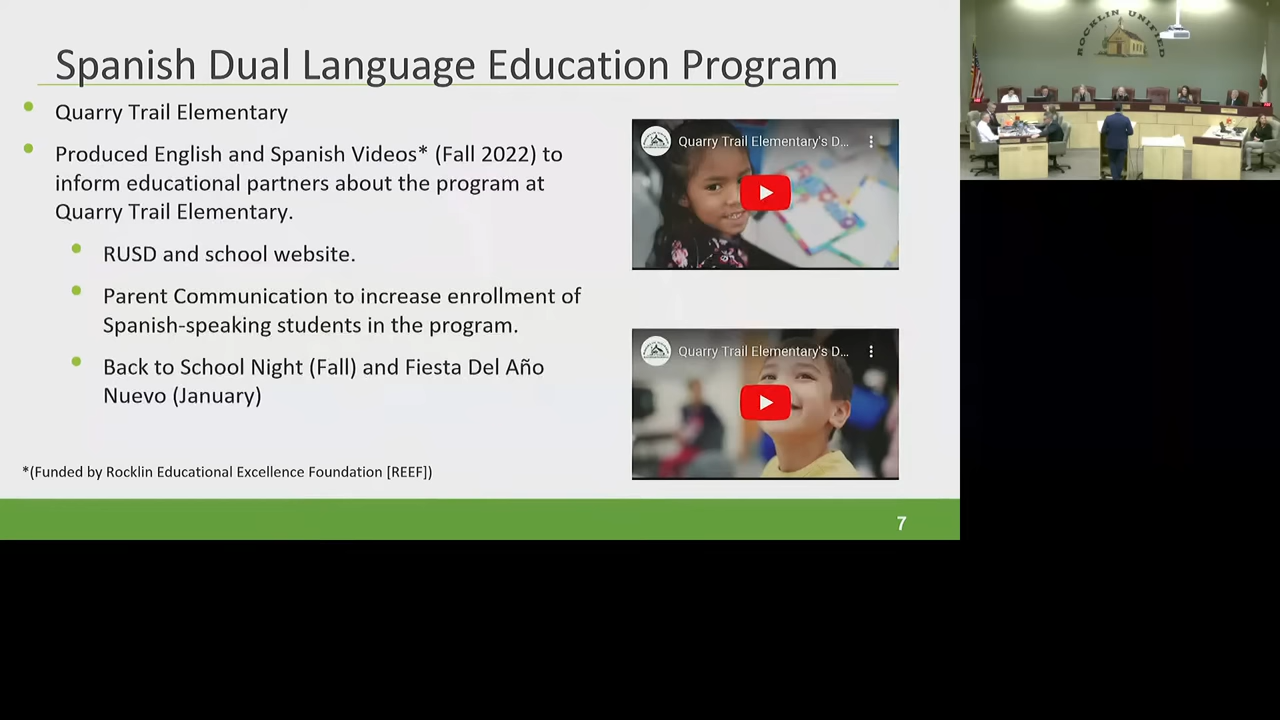 Spanish Dual Language Education Program
Quarry Trail Elementary
Produced English and Spanish Videos* (Fall 2022) to
inform educational partners about the program at
Quarry Trail Elementary.
RUSD and school website.
Parent Communication to increase enrollment of
Spanish-speaking students in the program.
Back to School Night (Fall) and Fiesta Del Año
Nuevo (January)
*(Funded by Rocklin Educational Excellence Foundation [REEF])
Quarry Trail Elementary's D...
Quarry Trail Elementary's D...
7
ROCKLIN UNIFIED